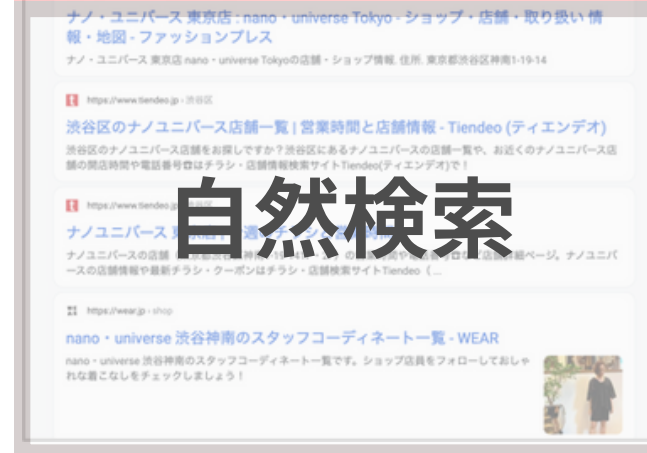 ナノ・ユニバース 東京店 : nano・universe Tokyo - ショップ・店舗・取り扱い 情
報・地図 - ファッションプレス
ナノ・ユニバース 東京店 nano・universe Tokyoの店舗・ショップ情報. 住所. 東京都渋谷区神南1-19-14
https://www.tiendeo.jp › 渋谷区
渋谷区のナノユニバース店舗一覧 | 営業時間と店舗情報 - Tiendeo (ティエンデオ)
渋谷区のナノユニバース店舗をお探しですか？渋谷区にあるナノユニバースの店舗一覧や、お近くのナノユニバース店
舗の開店時間や電話番号☎はチラシ・店舗情報検索サイトTiendeo(ティエンデオ)で！
自然検索
https://www.tiendeo.jp › 渋谷区
ナノユニバース
ナノユニバースの店舗 ページ。ナノユニバ
ースの店舗情報や最新チラシ・クーポンはチラシ・店舗検索サイトTiendeo（ ...
https://wear.jp › shop
nano・universe 渋谷神南のスタッフコーディネート一覧 - WEAR
nano・universe 渋谷神南のスタッフコーディネート一覧です。ショップ店員をフォローしておしゃ
れな着こなしをチェックしましょう！